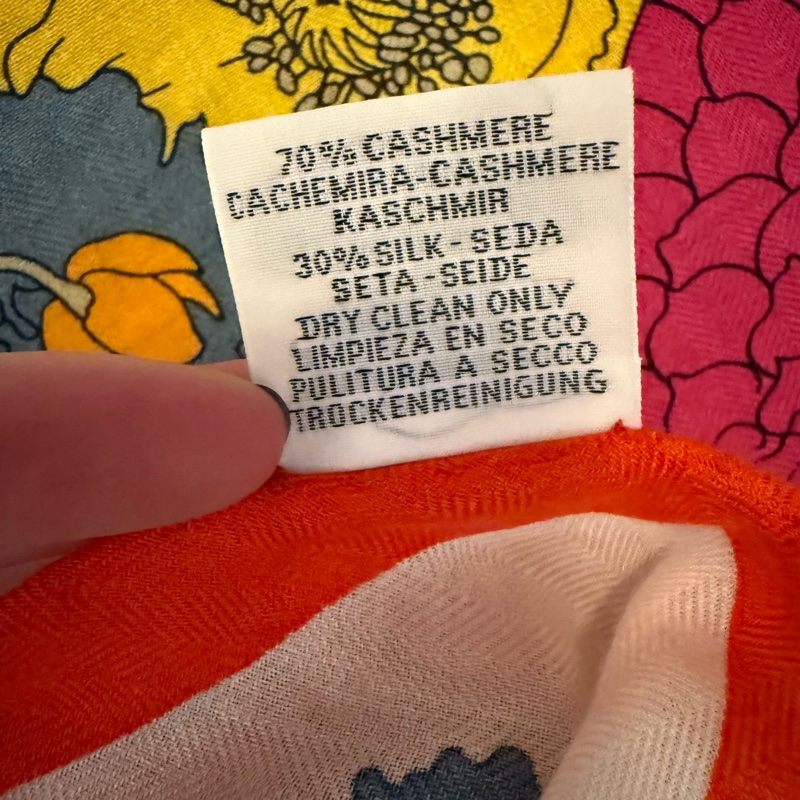 70% CASHMERE
CACHEMIRA-CASHMERE
KASCHMIR
30% SILK - SEDA
SETA - SEIDE
DRY CLEAN ONLY
LIMPIEZA EN SECO
PULITURA A SECCO
TROCKENREINIGUNG